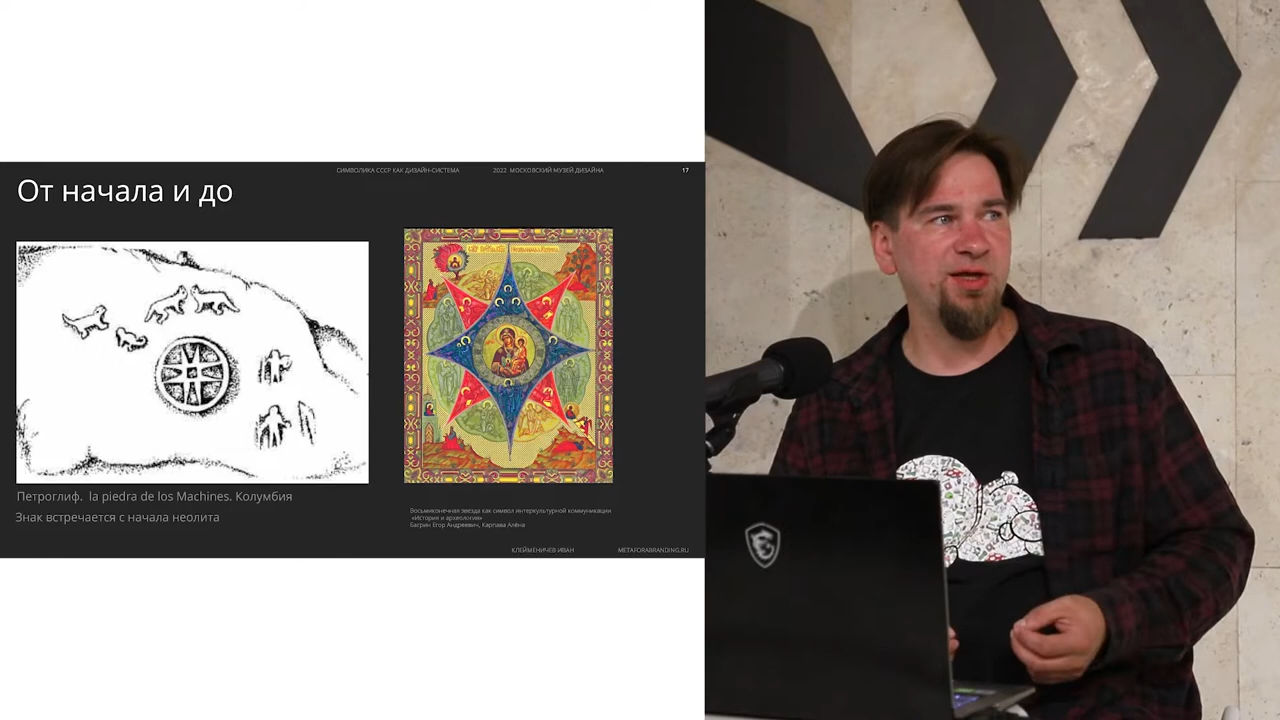 СИМВОЛИКА СССР КАК ДИЗАЙН-СИСТЕМА 2022 МОСКОВСКИЙ МУЗЕЙ ДИЗАЙНА 17
От начала и до
Петроглиф. la piedra de los Machines. Колумбия
Знак встречается с начала неолита
Восьмиконечная звезда как символ интеркультурной коммуникации
«История и археология»
Багрин Егор Андреевич, Карпава Алёна
КЛЕЙМЕНИЧЕВ ИВАН METAFORABRANDING.RU